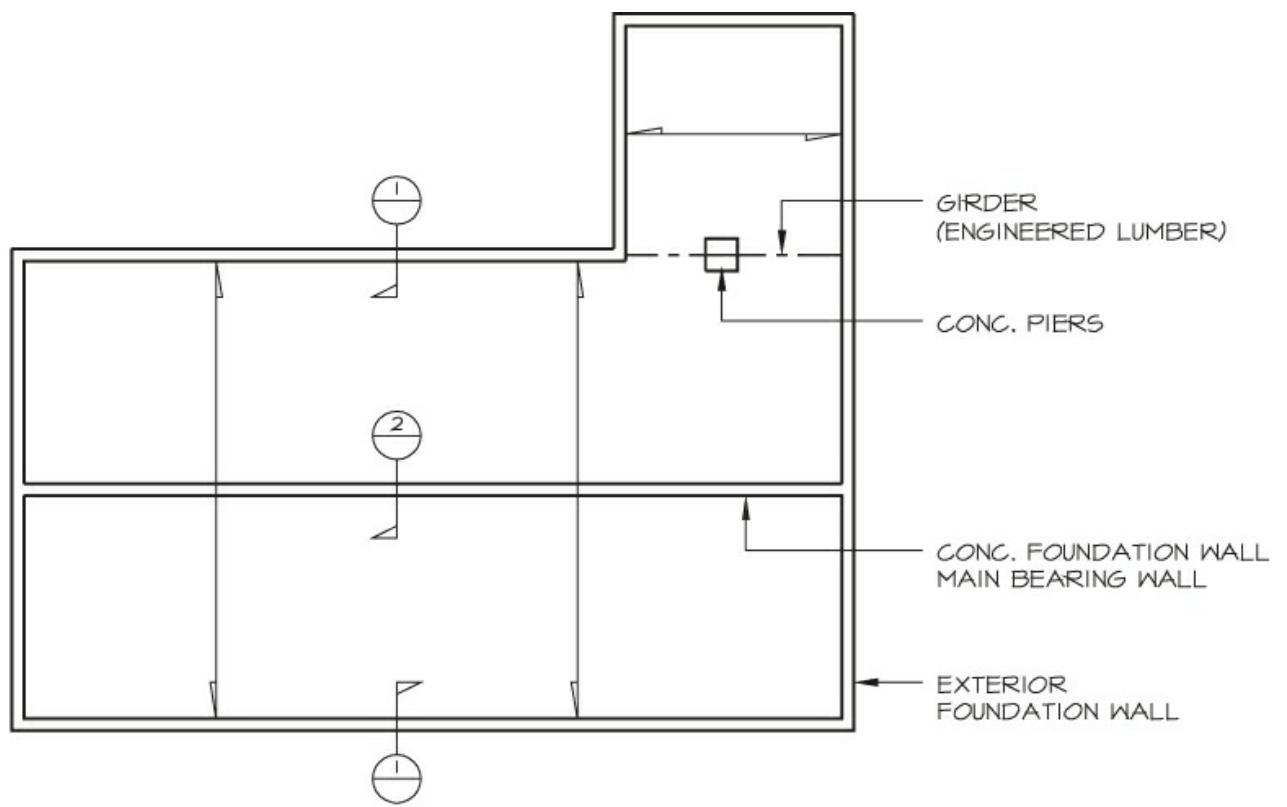 1
GIRDER
(ENGINEERED LUMBER)
CONC. PIERS
2
CONC. FOUNDATION WALL
MAIN BEARING WALL
EXTERIOR
FOUNDATION WALL
1